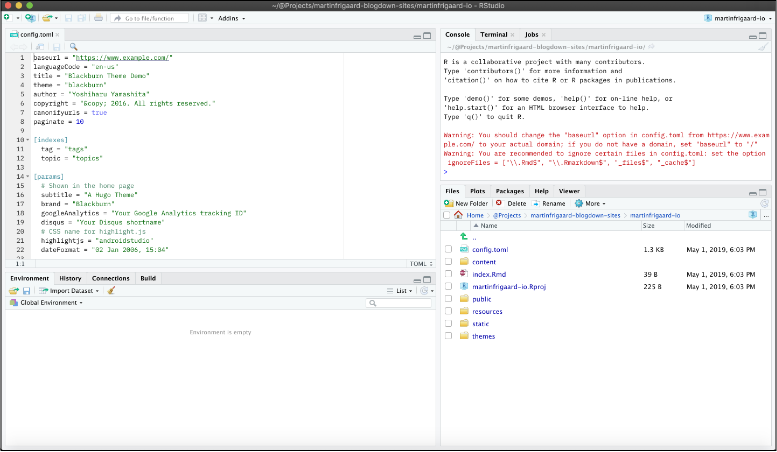 ~/@Projects/martinfrigaard-blogdown-sites/martinfrigaard-io - RStudio
Go to file/function
Addins
martinfrigaard-io
config.toml
1 baseurl = "https://www.example.com/"
2 languageCode = "en-us"
3 title = "Blackburn Theme Demo"
4 theme = "blackburn"
5 author = "Yoshiharu Yamashita"
6 copyright = "&copy; 2016. All rights reserved."
7 canonifyurls = true
8 paginate = 10
9
10 [indexes]
11 tag = "tags"
12 topic = "topics"
13
14 [params]
15 # Shown in the home page
16 subtitle = "A Hugo Theme"
17 brand = "Blackburn"
18 googleAnalytics = "Your Google Analytics tracking ID"
19 disqus = "Your Disqus shortname"
20 # CSS name for highlight.js
21 highlightjs = "androidstudio"
22 dateFormat = "02 Jan 2006, 15:04"
23
1:1 TOML
Environment History Connections Build
Import Dataset List
Global Environment
Environment is empty
Console Terminal Jobs
~/@Projects/martinfrigaard-blogdown-sites/martinfrigaard-io/
R is a collaborative project with many contributors.
Type 'contributors()' for more information and
'citation()' on how to cite R or R packages in publications.
Type 'demo()' for some demos, 'help()' for on-line help, or
'help.start()' for an HTML browser interface to help.
Type 'q()' to quit R.
Warning: You should change the "baseurl" option in config.toml from https://www.exam
ple.com/ to your actual domain; if you do not have a domain, set "baseurl" to "/"
Warning: You are recommended to ignore certain files in config.toml: set the option
ignoreFiles = ["\\.Rmd$", "\\.Rmarkdown$", "_files$", "_cache$"]
>
Files Plots Packages Help Viewer
New Folder Delete Rename More
Home @Projects martinfrigaard-blogdown-sites martinfrigaard-io ...
Name Size Modified
..
config.toml 1.3 KB May 1, 2019, 6:03 PM
content
index.Rmd 39 B May 1, 2019, 6:03 PM
martinfrigaard-io.Rproj 225 B May 1, 2019, 6:03 PM
public
resources
static
themes